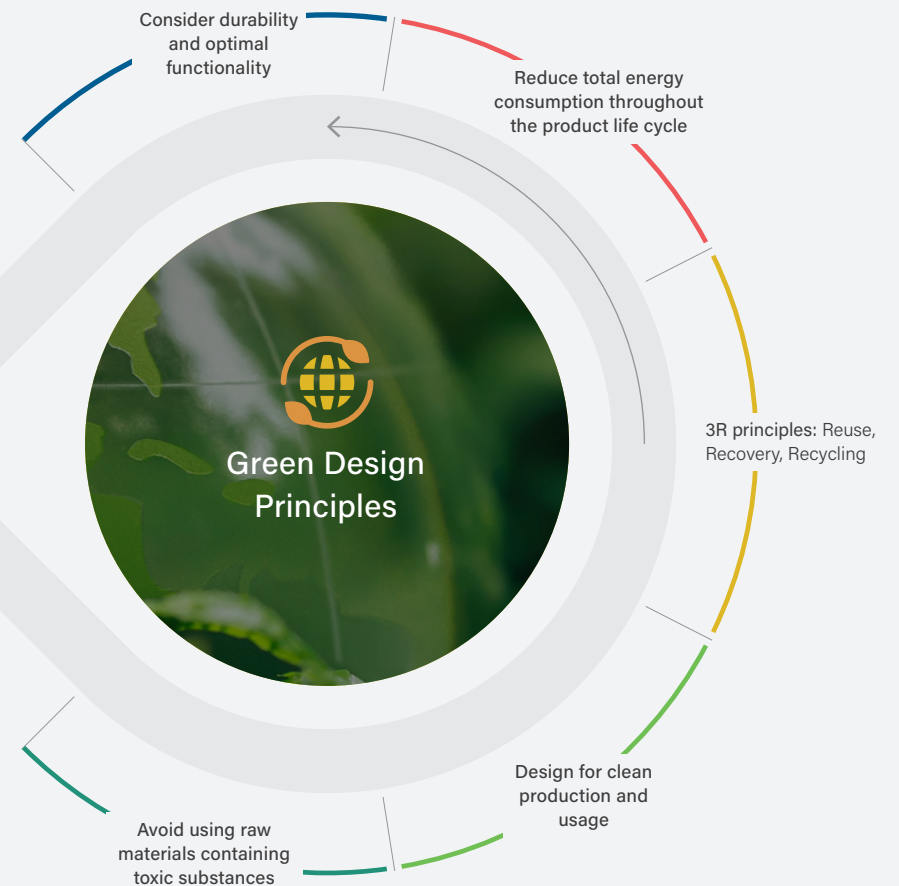 Consider durability
and optimal
functionality
Reduce total energy
consumption throughout
the product life cycle
3R principles: Reuse,
Recovery, Recycling
Green Design
Principles
Design for clean
production and
usage
Avoid using raw
materials containing
toxic substances